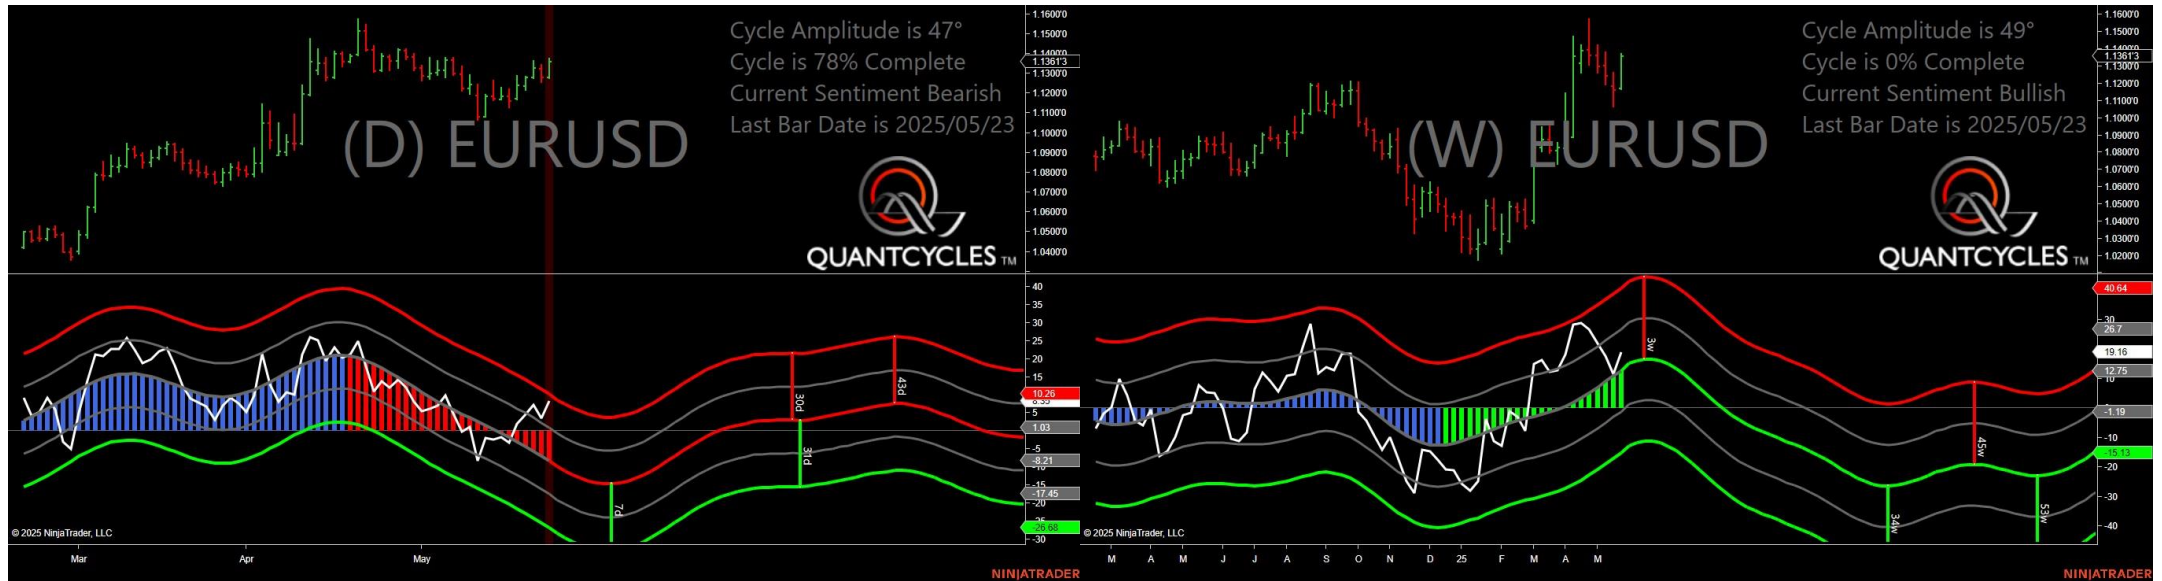 Cycle Amplitude is 47°
Cycle is 78% Complete
Current Sentiment Bearish
Last Bar Date is 2025/05/23
(D) EURUSD
QUANTCYCLES TM
1.1600'0
1.1500'0
1.1361'3
1.1300'0
1.1200'0
1.1100'0
1.1000'0
1.0900'0
1.0800'0
1.0700'0
1.0600'0
1.0500'0
1.0400'0
40
35
30
25
20
15
10.26
5
1.03
-5
-8.21
-15
-17.45
-20
-26.68
-30
30d
43d
31d
7d
© 2025 NinjaTrader, LLC
Mar
Apr
May
NINJATRADER
Cycle Amplitude is 49°
Cycle is 0% Complete
Current Sentiment Bullish
Last Bar Date is 2025/05/23
(W) EURUSD
QUANTCYCLES TM
1.1600'0
1.1500'0
1.1361'3
1.1300'0
1.1200'0
1.1100'0
1.0900'0
1.0800'0
1.0700'0
1.0600'0
1.0500'0
1.0400'0
1.0300'0
1.0200'0
40.64
30
26.7
19.16
12.75
10
-1.19
-10
-15.13
-20
-30
-40
3w
45w
34w
53w
© 2025 NinjaTrader, LLC
M A M J J A S O N D 25 F M A M
NINJATRADER